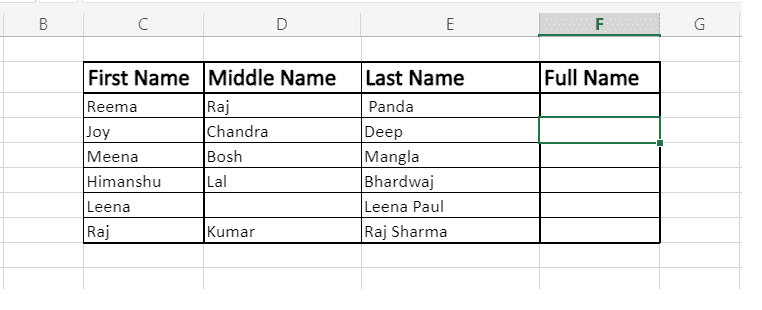 B C D E F G
First Name Middle Name Last Name Full Name
Reema Raj Panda
Joy Chandra Deep
Meena Bosh Mangla
Himanshu Lal Bhardwaj
Leena Leena Paul
Raj Kumar Raj Sharma